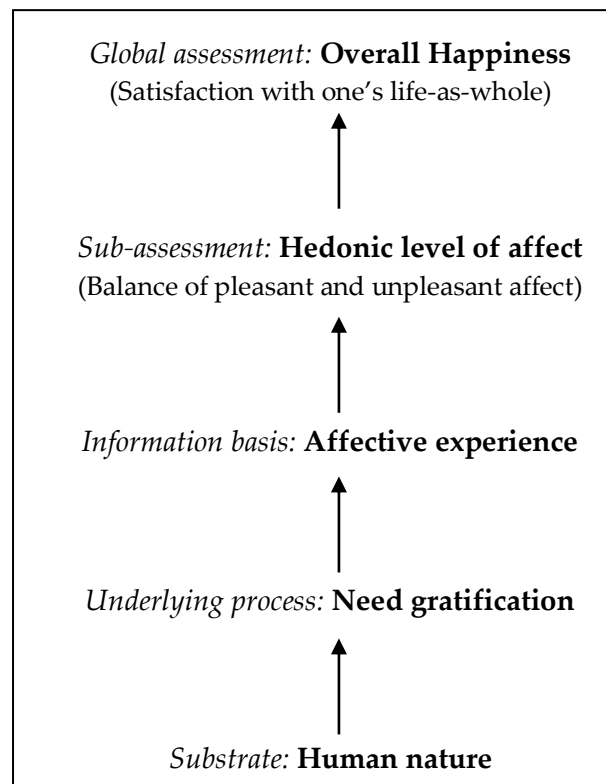 Global assessment: Overall Happiness
(Satisfaction with one’s life-as-whole)
Sub-assessment: Hedonic level of affect
(Balance of pleasant and unpleasant affect)
Information basis: Affective experience
Underlying process: Need gratification
Substrate: Human nature